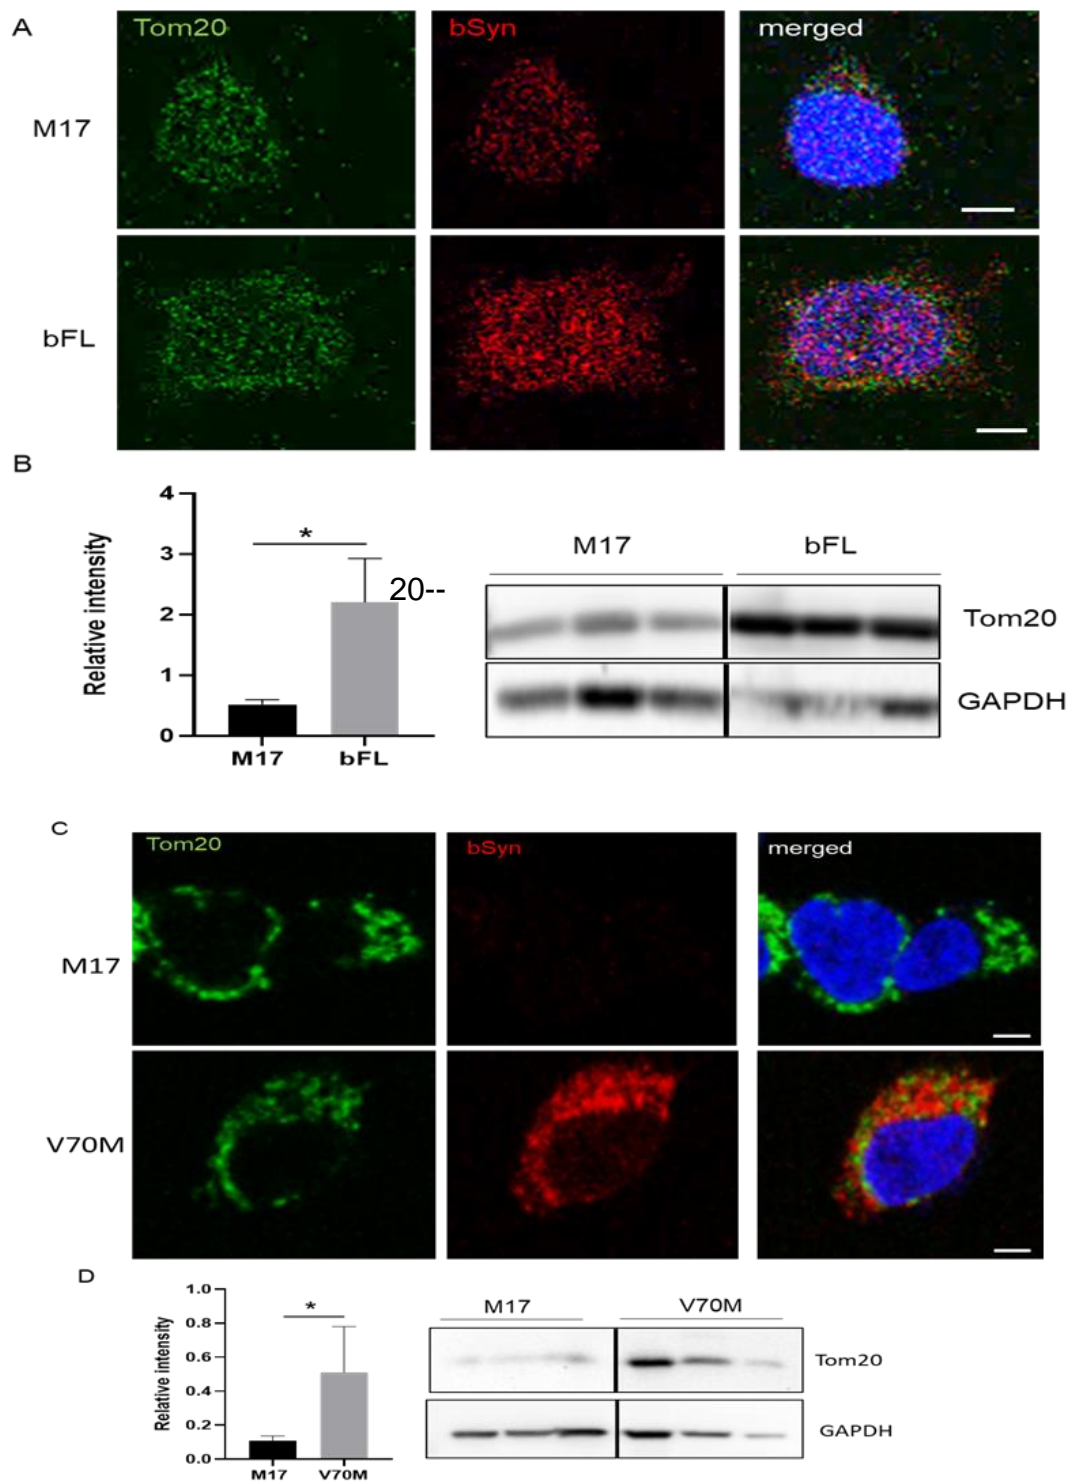 A
Tom20 bSyn merged
M17
bFL
B
4
3
2
1
0
Relative intensity
*
M17 bFL
20--
M17 bFL
Tom20
GAPDH
C
Tom20 bSyn merged
M17
V70M
D
1.0
0.8
0.6
0.4
0.2
0.0
Relative intensity
*
M17 V70M
M17 V70M
Tom20
GAPDH